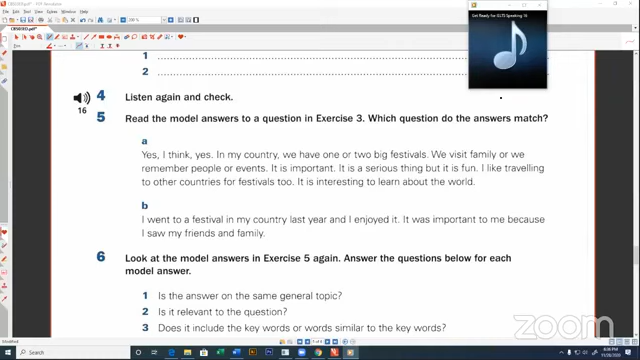 CBSEIEO.pdf* - PDF Annotator
200 %
Get Ready for IELTS Speaking 16
Pen
1 ........................................................................
2 ........................................................................
4 Listen again and check.
16
5 Read the model answers to a question in Exercise 3. Which question do the answers match?
a
Yes, I think, yes. In my country, we have one or two big festivals. We visit family or we
remember people or events. It is important. It is a serious thing but it is fun. I like travelling
to other countries for festivals too. It is interesting to learn about the world.
b
I went to a festival in my country last year and I enjoyed it. It was important to me because
I saw my friends and family.
6 Look at the model answers in Exercise 5 again. Answer the questions below for each
model answer.
1 Is the answer on the same general topic?
2 Is it relevant to the question?
3 Does it include the key words or words similar to the key words?
Modified
zoom